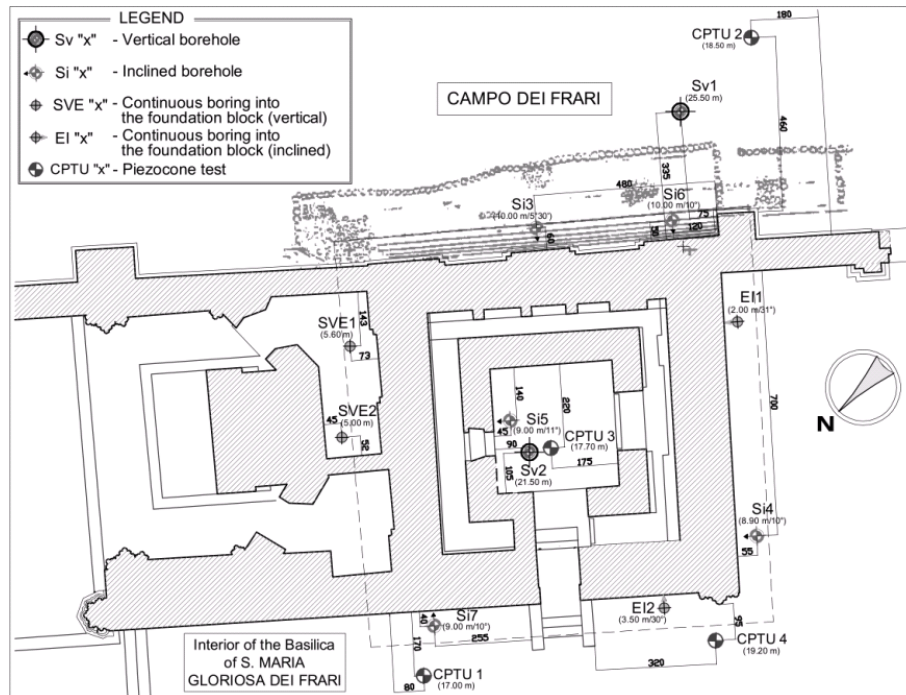 LEGEND
Sv "x" - Vertical borehole
Si "x" - Inclined borehole
SVE "x" - Continuous boring into
the foundation block (vertical)
EI "x" - Continuous boring into
the foundation block (inclined)
CPTU "x" - Piezocone test
180
CPTU 2
(18.50 m)
CAMPO DEI FRARI
Sv1
(25.50 m)
460
335
480
Si3
(10.00 m/5°30")
60
Si6
(10.00 m/10°)
75
50
120
EI1
(2.00 m/31°)
SVE1
(5.60 m)
143
73
SVE2
(5.00 m)
45
52
140
220
Si5
(9.00 m/11°)
45
90
CPTU 3
(17.70 m)
Sv2
(21.50 m)
105
175
N
700
Si4
(8.90 m/10°)
55
EI2
(3.50 m/30°)
95
CPTU 4
(19.20 m)
320
Si7
(9.00 m/10°)
40
255
170
CPTU 1
(17.00 m)
80
Interior of the Basilica
of S. MARIA
GLORIOSA DEI FRARI